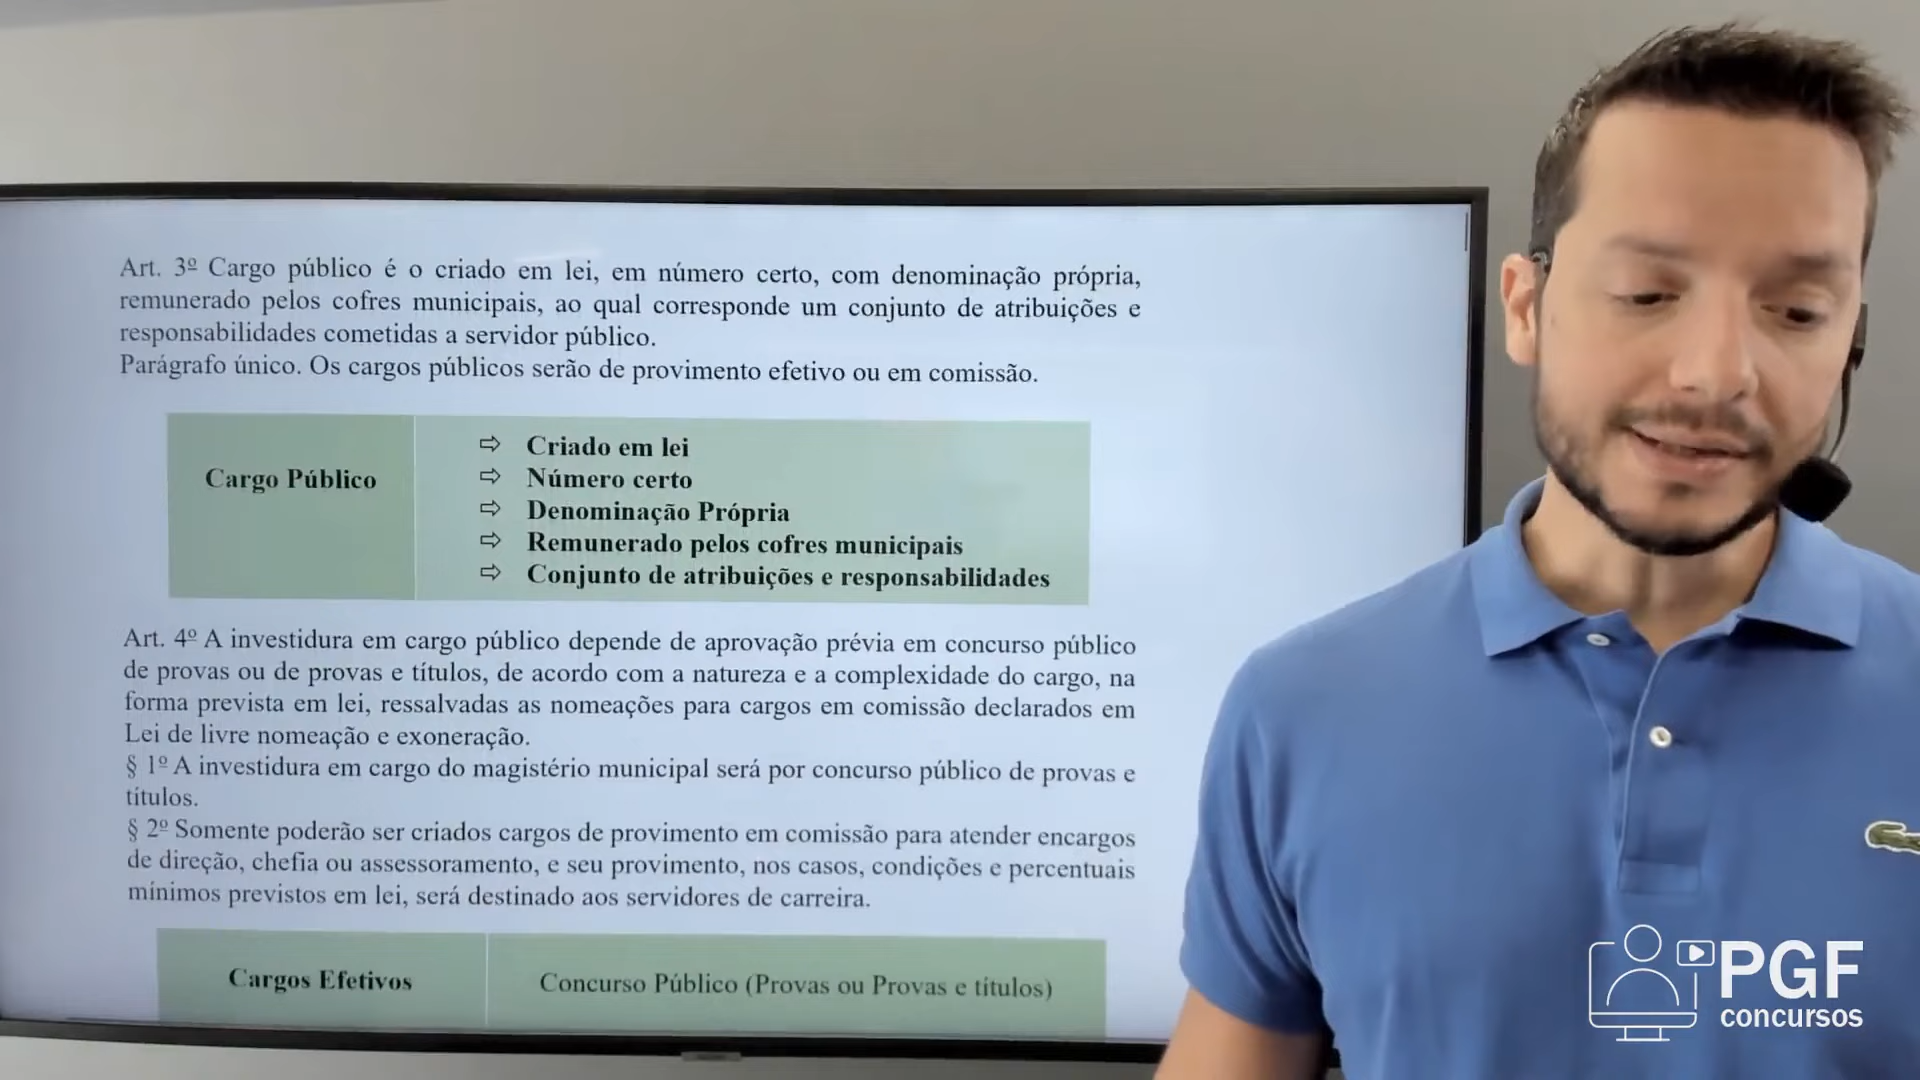 Art. 3º Cargo público é o criado em lei, em número certo, com denominação própria,
remunerado pelos cofres municipais, ao qual corresponde um conjunto de atribuições e
responsabilidades cometidas a servidor público.
Parágrafo único. Os cargos públicos serão de provimento efetivo ou em comissão.
Cargo Público
⇨ Criado em lei
⇨ Número certo
⇨ Denominação Própria
⇨ Remunerado pelos cofres municipais
⇨ Conjunto de atribuições e responsabilidades
Art. 4º A investidura em cargo público depende de aprovação prévia em concurso público
de provas ou de provas e títulos, de acordo com a natureza e a complexidade do cargo, na
forma prevista em lei, ressalvadas as nomeações para cargos em comissão declarados em
Lei de livre nomeação e exoneração.
§ 1º A investidura em cargo do magistério municipal será por concurso público de provas e
títulos.
§ 2º Somente poderão ser criados cargos de provimento em comissão para atender encargos
de direção, chefia ou assessoramento, e seu provimento, nos casos, condições e percentuais
mínimos previstos em lei, será destinado aos servidores de carreira.
Cargos Efetivos
Concurso Público (Provas ou Provas e títulos)
PGF
concursos